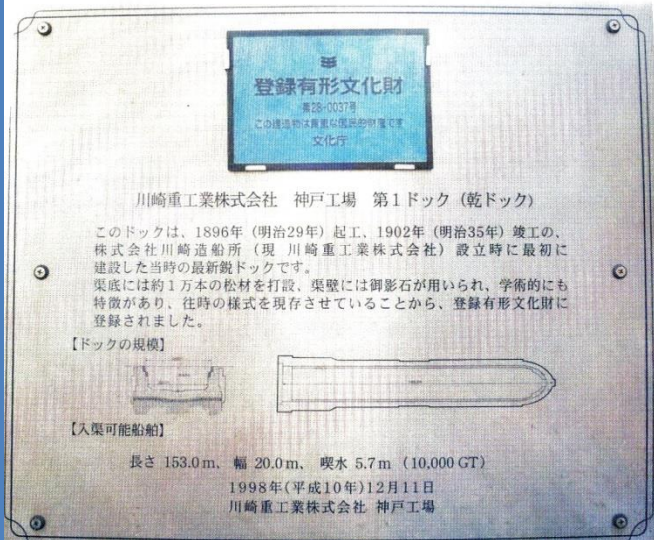 登録有形文化財
第28-0037号
この建造物は貴重な国民的財産です
文化庁
川崎重工業株式会社 神戸工場 第1ドック(乾ドック)
このドックは、1896年(明治29年)起工、1902年(明治35年)竣工の、
株式会社川崎造船所(現 川崎重工業株式会社)設立時に最初に
建設した当時の最新鋭ドックです。
渠底には約1万本の松材を打設、渠壁には御影石が用いられ、学術的にも
特徴があり、往時の様式を現存させていることから、登録有形文化財に
登録されました。
【ドックの規模】
【入渠可能船舶】
長さ 153.0m、 幅 20.0m、 喫水 5.7m (10,000 GT)
1998年(平成10年)12月11日
川崎重工業株式会社 神戸工場